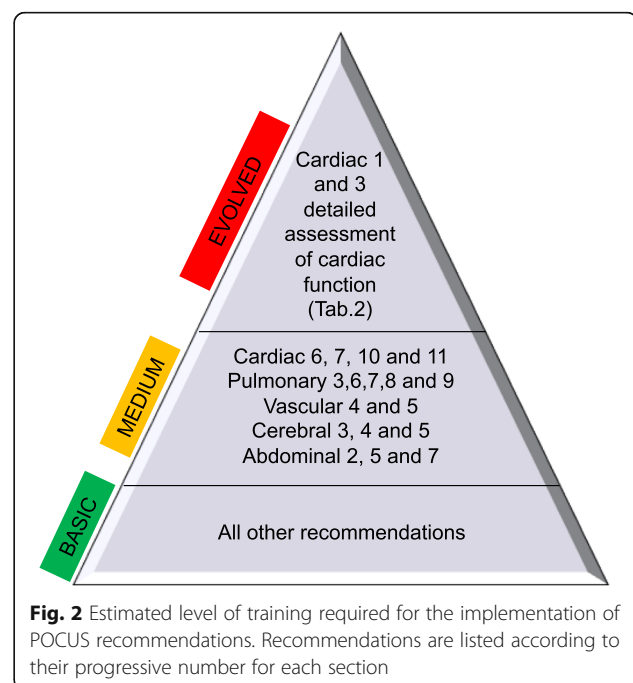 EVOLVED
Cardiac 1
and 3
detailed
assessment
of cardiac
function
(Tab.2)
MEDIUM
Cardiac 6, 7, 10 and 11
Pulmonary 3,6,7,8 and 9
Vascular 4 and 5
Cerebral 3, 4 and 5
Abdominal 2, 5 and 7
BASIC
All other recommendations
Fig. 2 Estimated level of training required for the implementation of
POCUS recommendations. Recommendations are listed according to
their progressive number for each section